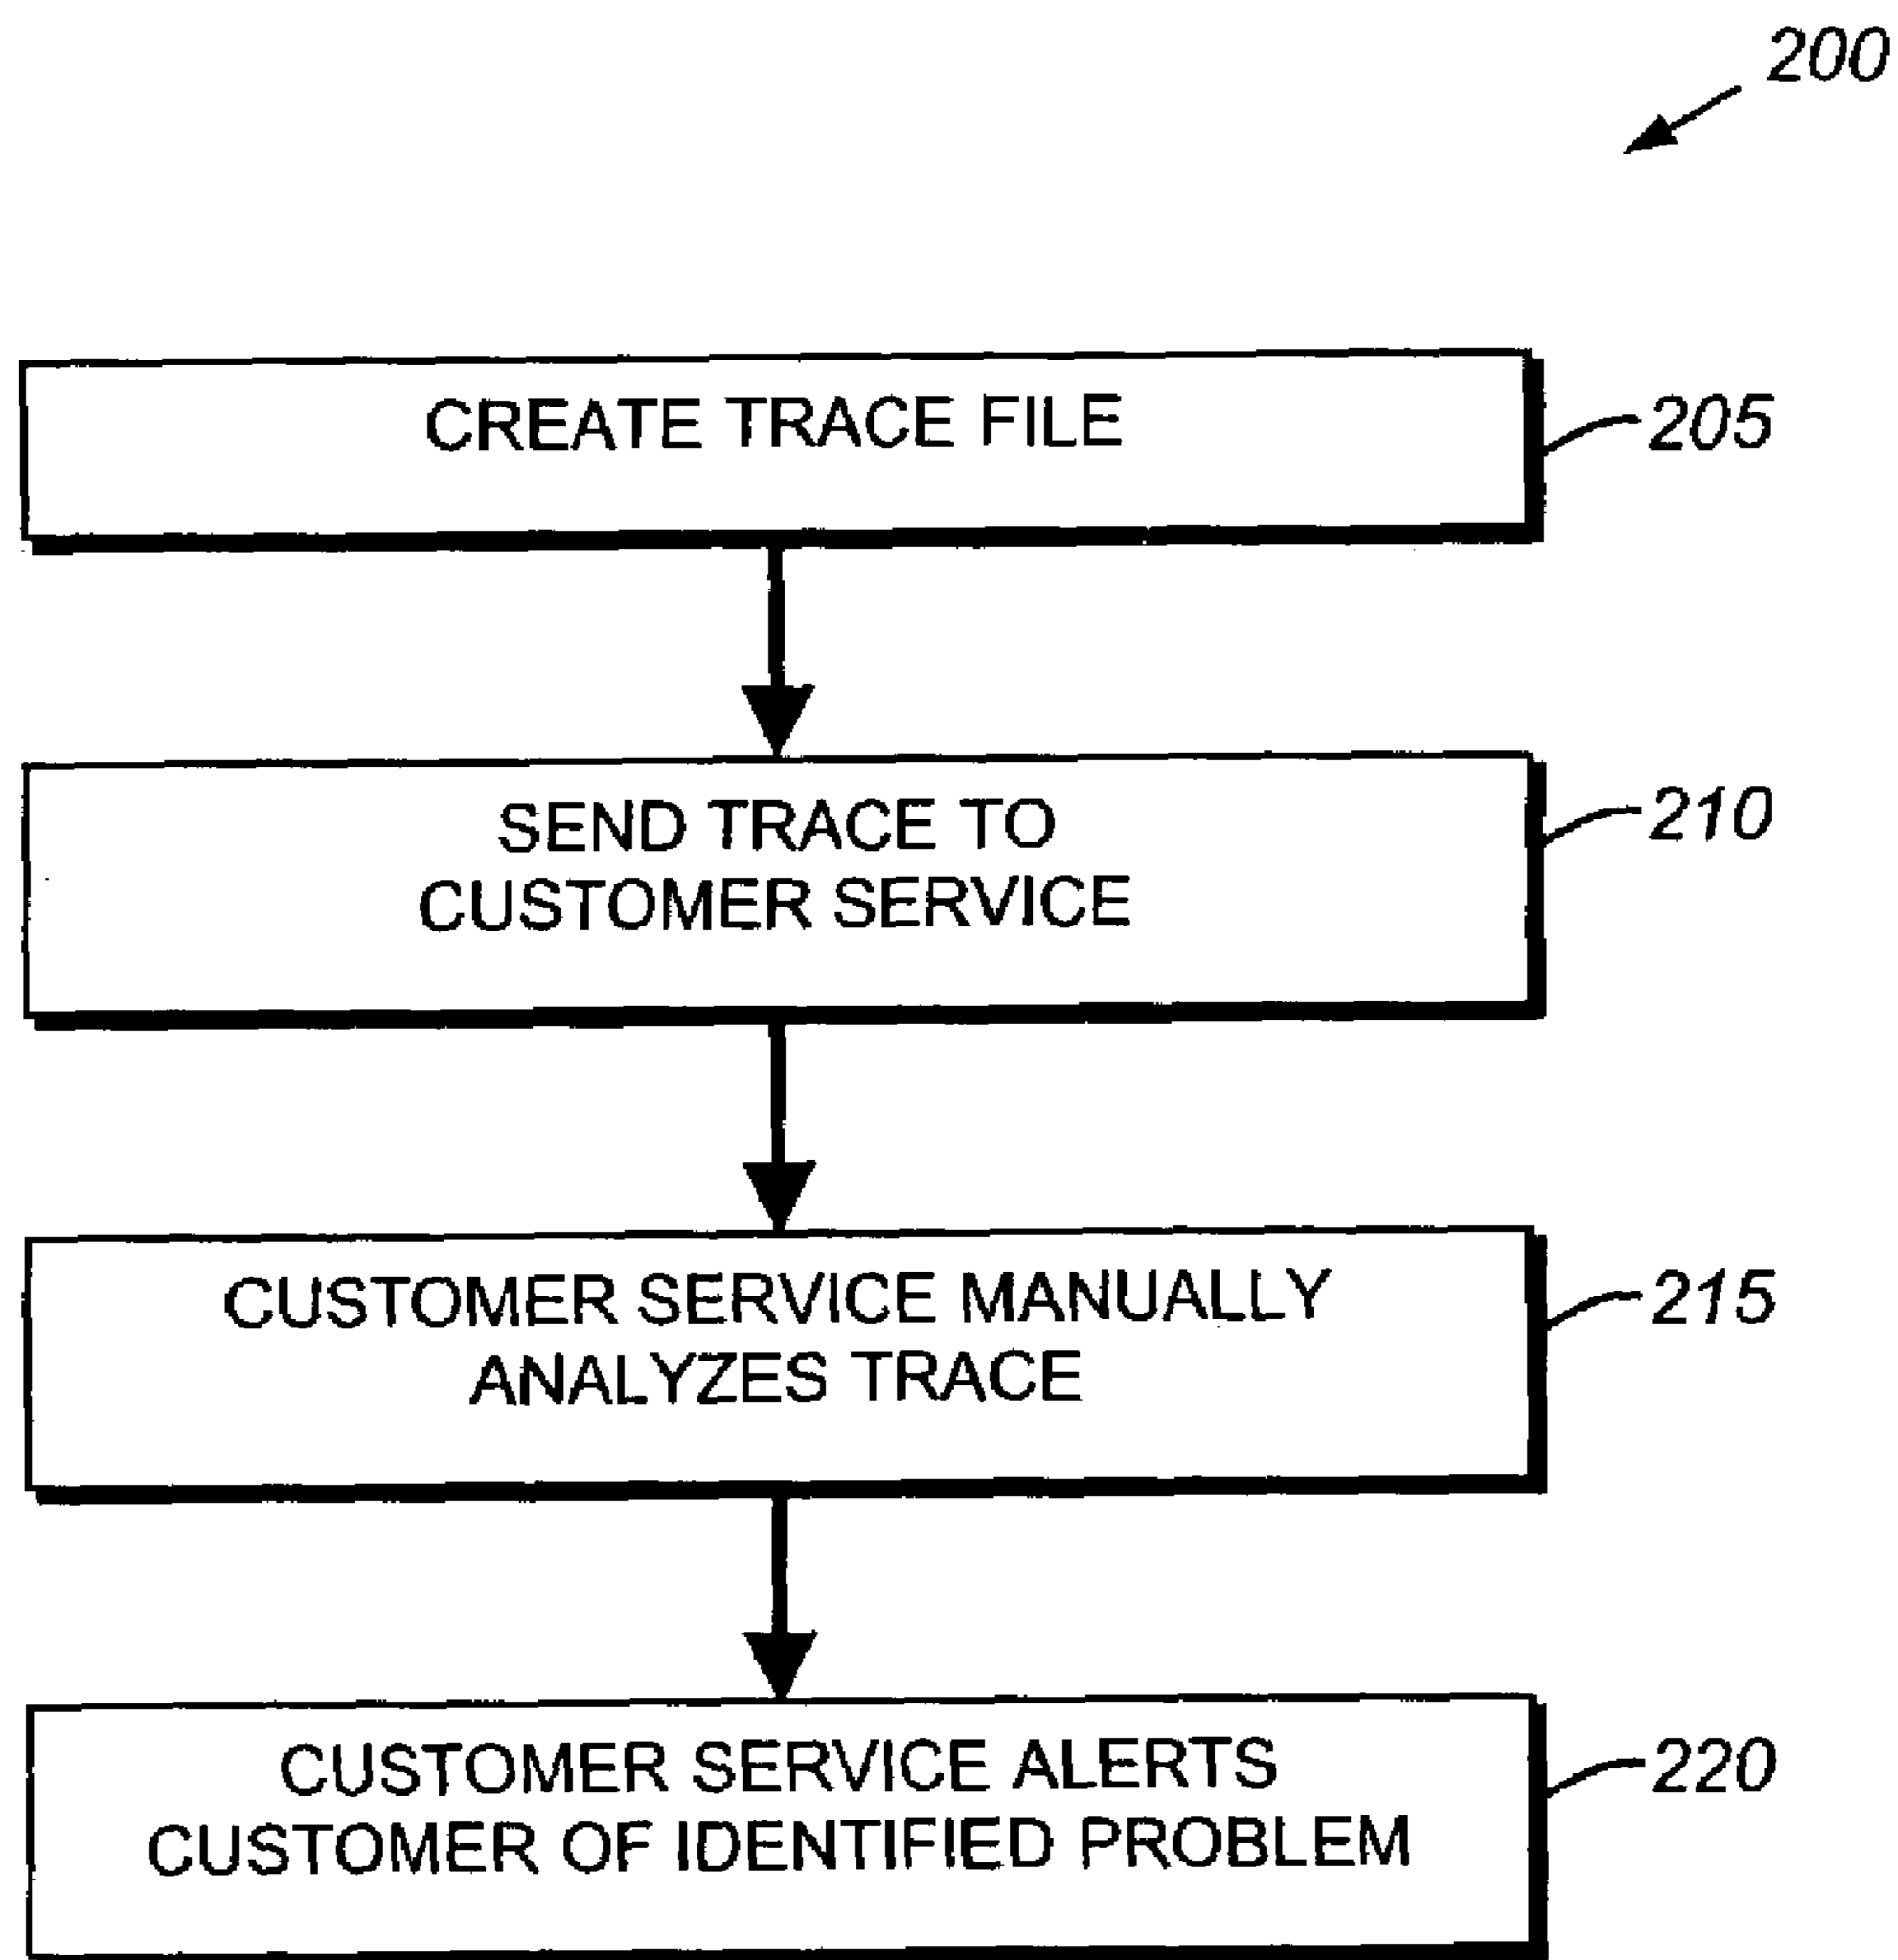 200
CREATE TRACE FILE
205
SEND TRACE TO
CUSTOMER SERVICE
210
CUSTOMER SERVICE MANUALLY
ANALYZES TRACE
215
CUSTOMER SERVICE ALERTS
CUSTOMER OF IDENTIFIED PROBLEM
220